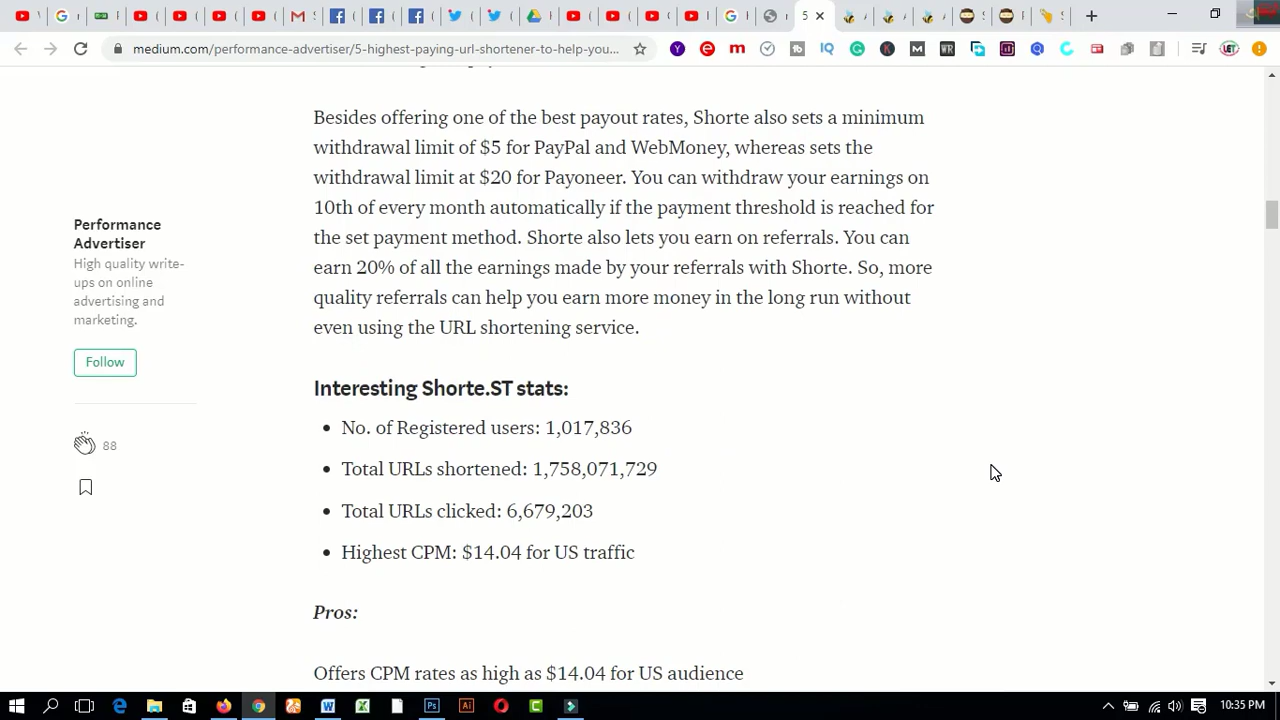 5
medium.com/performance-advertiser/5-highest-paying-url-shortener-to-help-you...
Besides offering one of the best payout rates, Shorte also sets a minimum
withdrawal limit of $5 for PayPal and WebMoney, whereas sets the
withdrawal limit at $20 for Payoneer. You can withdraw your earnings on
10th of every month automatically if the payment threshold is reached for
the set payment method. Shorte also lets you earn on referrals. You can
earn 20% of all the earnings made by your referrals with Shorte. So, more
quality referrals can help you earn more money in the long run without
even using the URL shortening service.
Performance
Advertiser
High quality write-
ups on online
advertising and
marketing.
Follow
88
Interesting Shorte.ST stats:
• No. of Registered users: 1,017,836
• Total URLs shortened: 1,758,071,729
• Total URLs clicked: 6,679,203
• Highest CPM: $14.04 for US traffic
Pros:
Offers CPM rates as high as $14.04 for US audience
10:35 PM